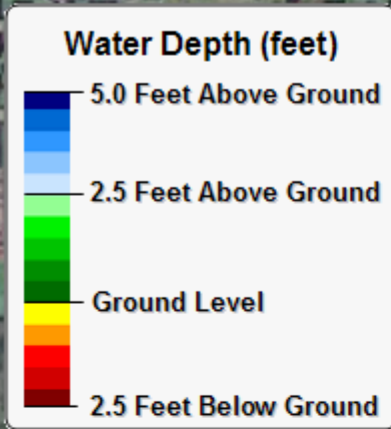 Water Depth (feet)
5.0 Feet Above Ground
2.5 Feet Above Ground
Ground Level
2.5 Feet Below Ground